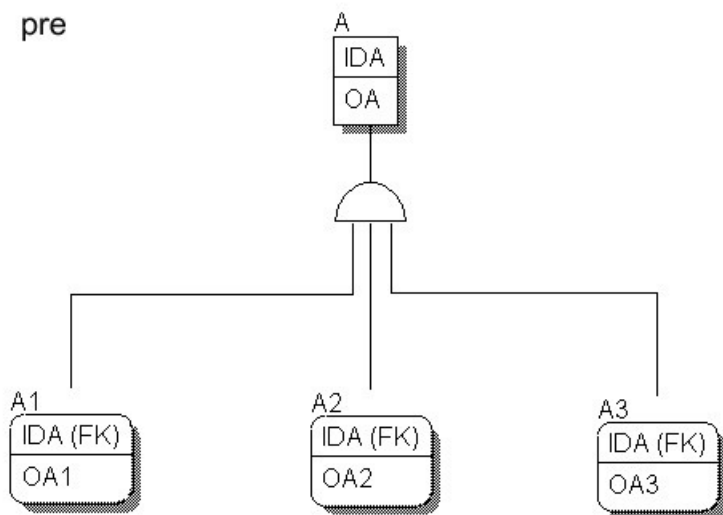 pre
A
IDA
OA
A1
IDA (FK)
OA1
A2
IDA (FK)
OA2
A3
IDA (FK)
OA3